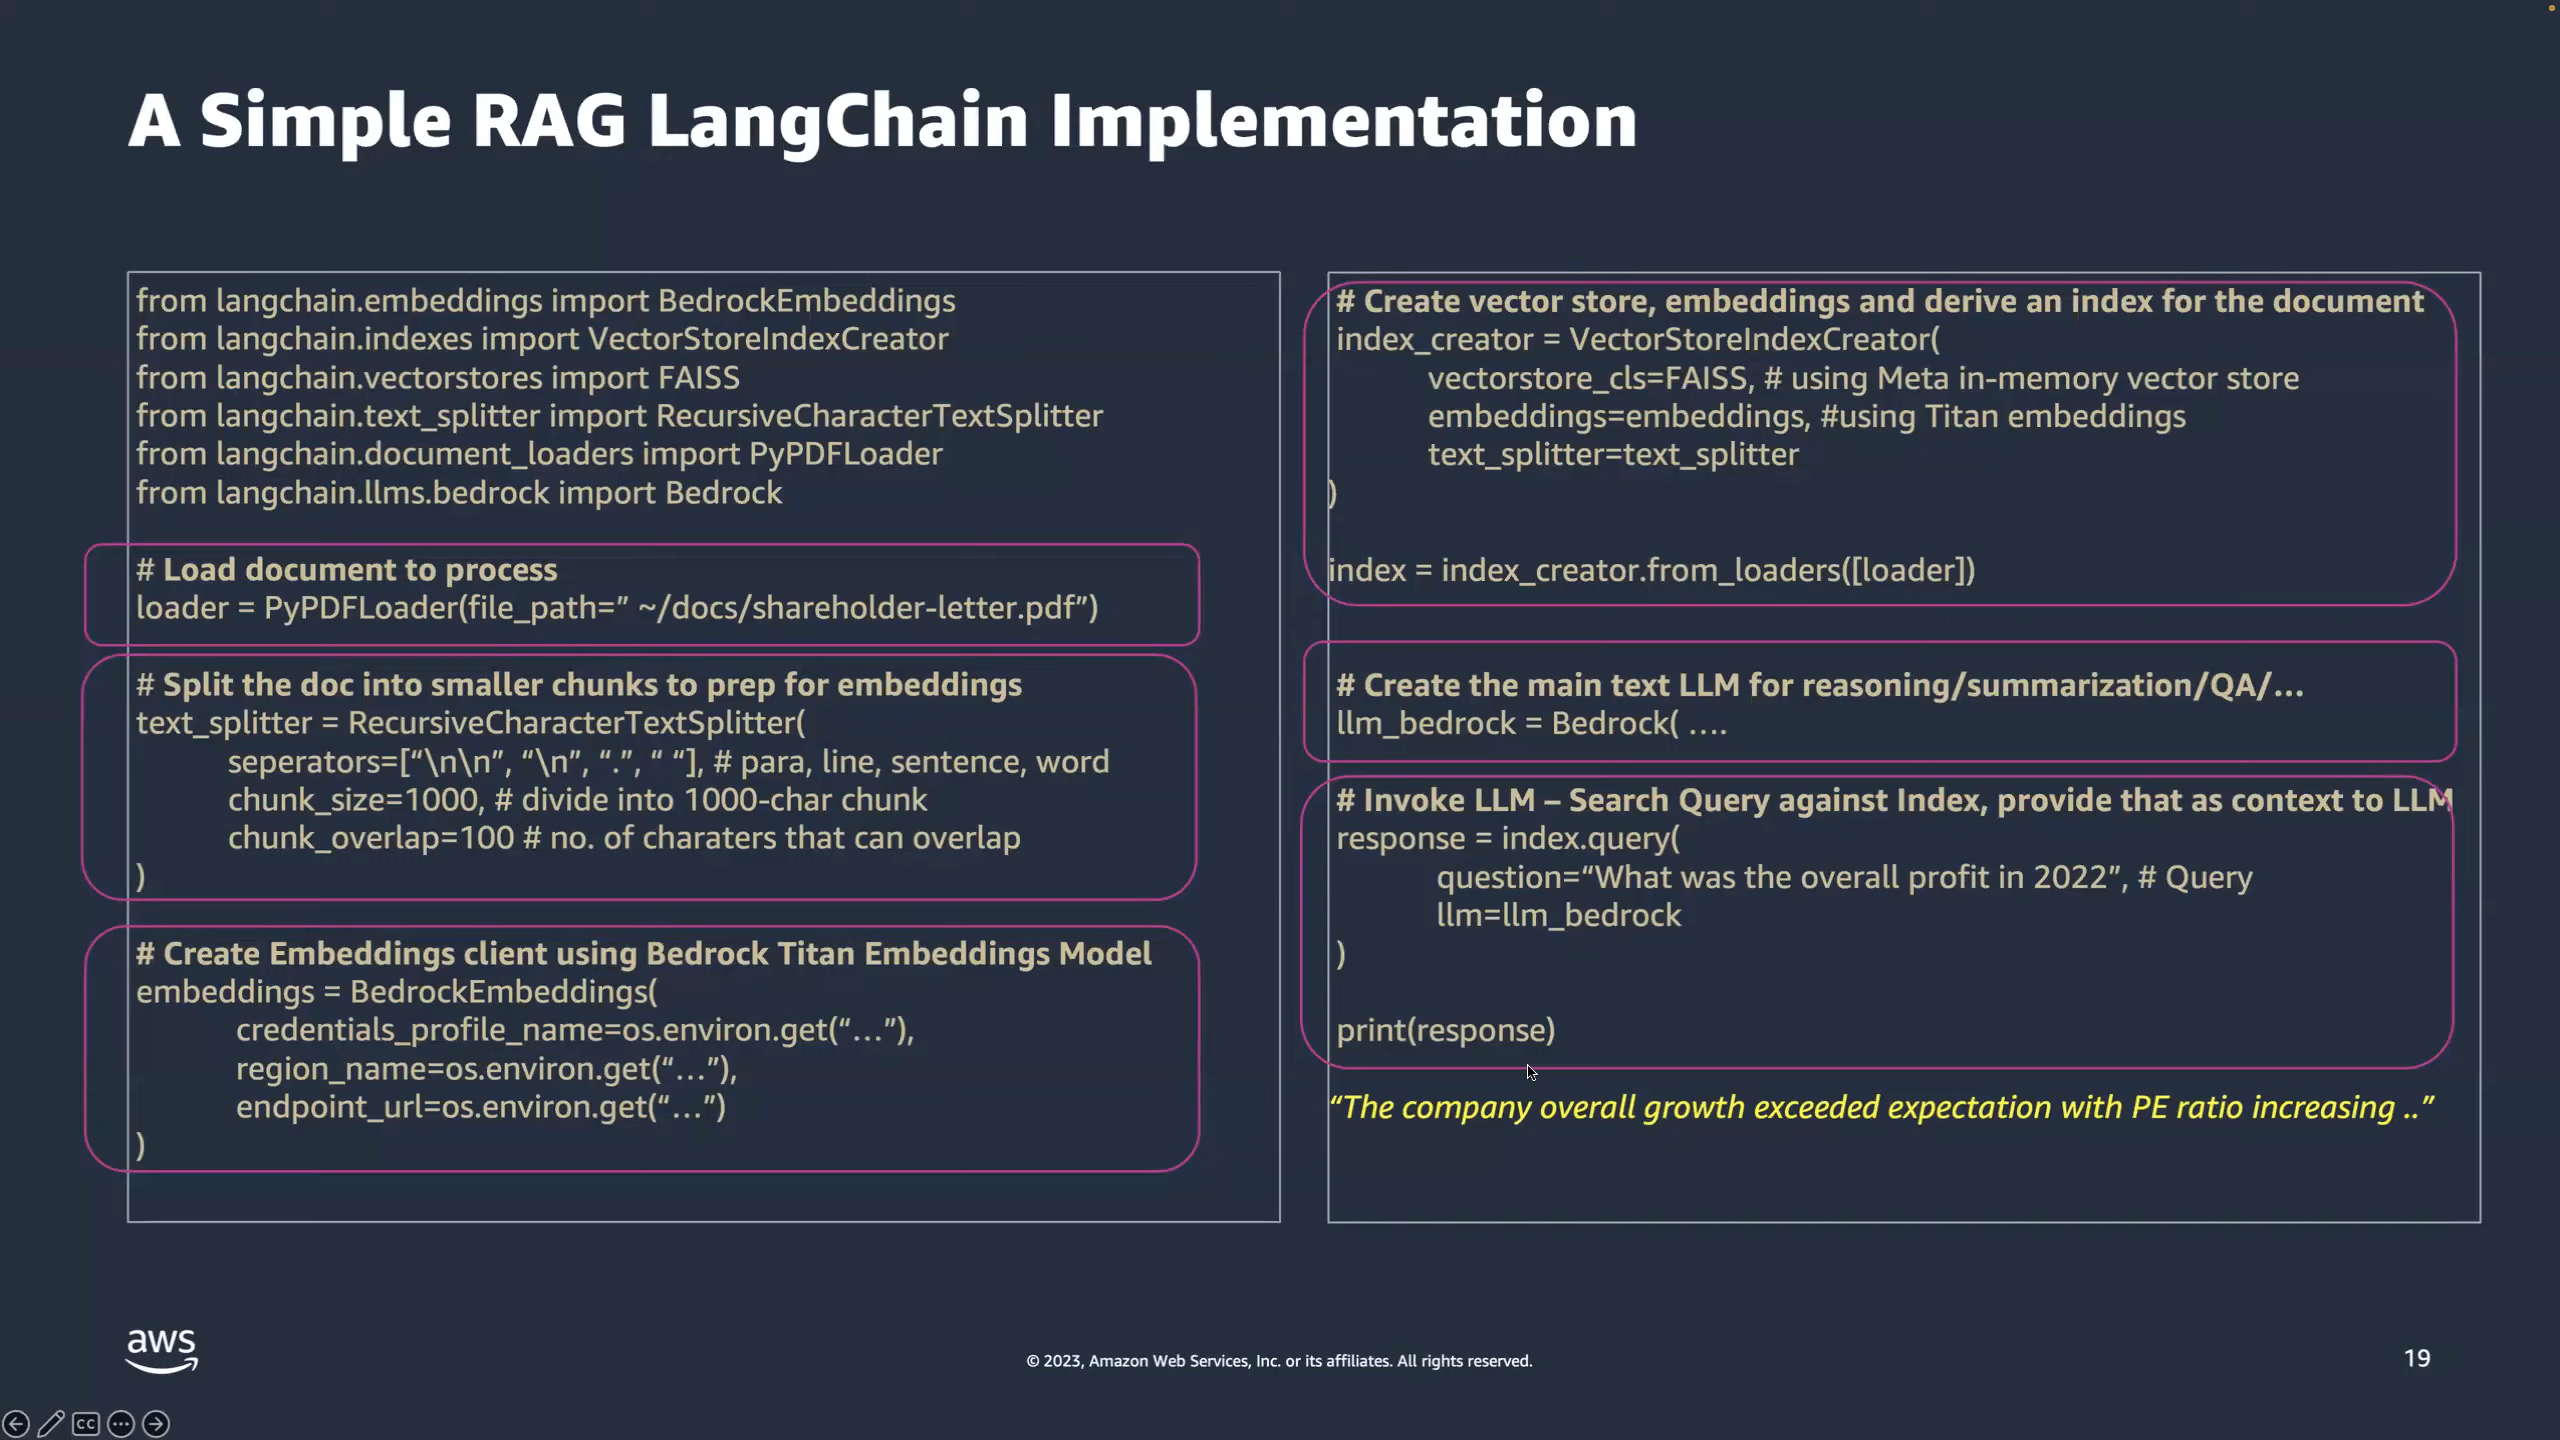 A Simple RAG LangChain Implementation
from langchain.embeddings import BedrockEmbeddings
from langchain.indexes import VectorStoreIndexCreator
from langchain.vectorstores import FAISS
from langchain.text_splitter import RecursiveCharacterTextSplitter
from langchain.document_loaders import PyPDFLoader
from langchain.llms.bedrock import Bedrock
# Load document to process
loader = PyPDFLoader(file_path=” ~/docs/shareholder-letter.pdf”)
# Split the doc into smaller chunks to prep for embeddings
text_splitter = RecursiveCharacterTextSplitter(
seperators=[“\n\n”, “\n”, “.”, “ “], # para, line, sentence, word
chunk_size=1000, # divide into 1000-char chunk
chunk_overlap=100 # no. of charaters that can overlap
)
# Create Embeddings client using Bedrock Titan Embeddings Model
embeddings = BedrockEmbeddings(
credentials_profile_name=os.environ.get(“…”),
region_name=os.environ.get(“…”),
endpoint_url=os.environ.get(“…”)
)
# Create vector store, embeddings and derive an index for the document
index_creator = VectorStoreIndexCreator(
vectorstore_cls=FAISS, # using Meta in-memory vector store
embeddings=embeddings, #using Titan embeddings
text_splitter=text_splitter
)
index = index_creator.from_loaders([loader])
# Create the main text LLM for reasoning/summarization/QA/…
llm_bedrock = Bedrock( ….
# Invoke LLM – Search Query against Index, provide that as context to LLM
response = index.query(
question=“What was the overall profit in 2022”, # Query
llm=llm_bedrock
)
print(response)
“The company overall growth exceeded expectation with PE ratio increasing ..”
aws
© 2023, Amazon Web Services, Inc. or its affiliates. All rights reserved.
19
CC